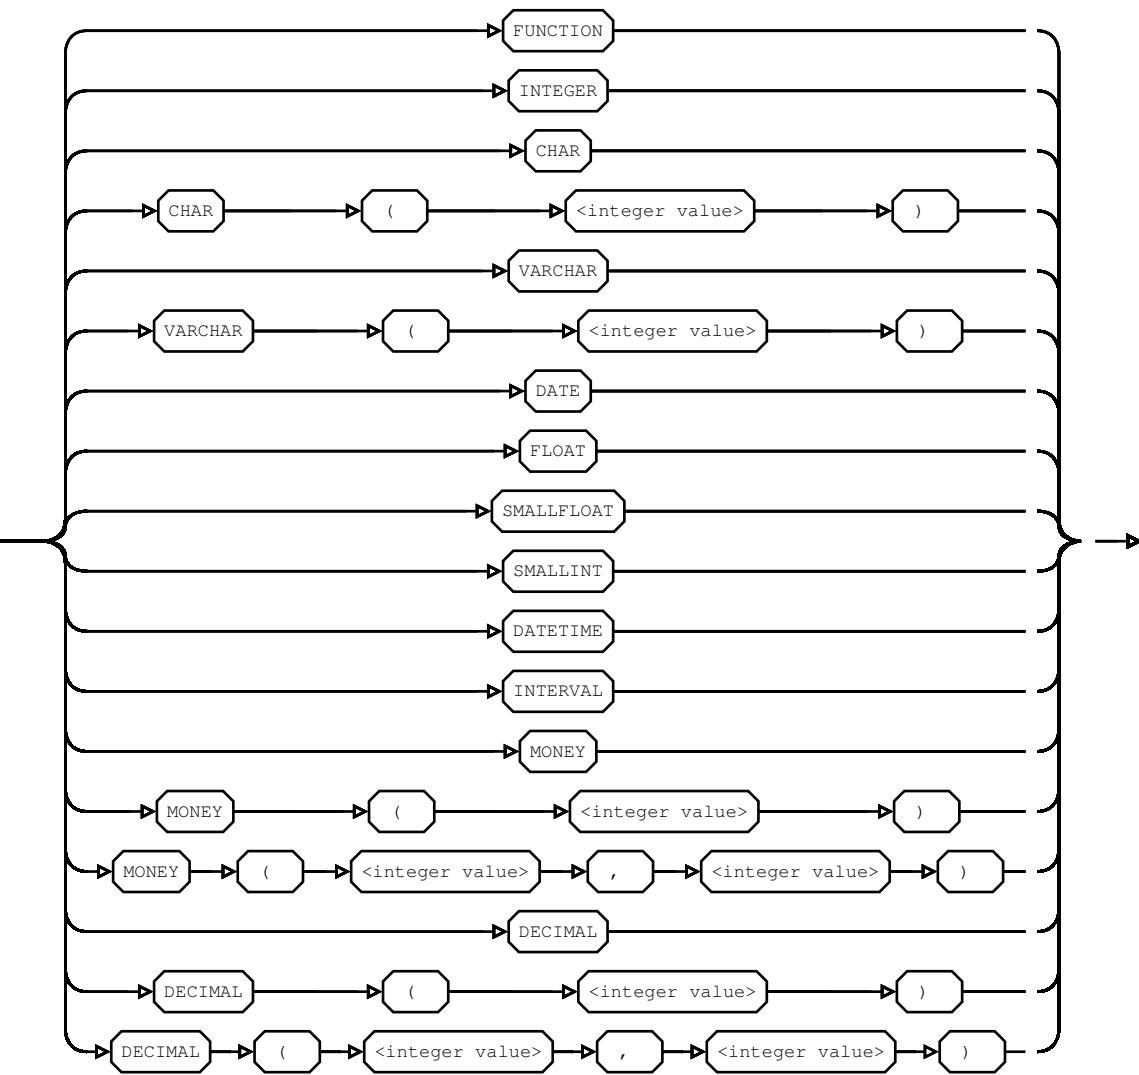 FUNCTION
INTEGER
CHAR
CHAR ( <integer value> )
VARCHAR
VARCHAR ( <integer value> )
DATE
FLOAT
SMALLFLOAT
SMALLINT
DATETIME
INTERVAL
MONEY
MONEY ( <integer value> )
MONEY ( <integer value> , <integer value> )
DECIMAL
DECIMAL ( <integer value> )
DECIMAL ( <integer value> , <integer value> )